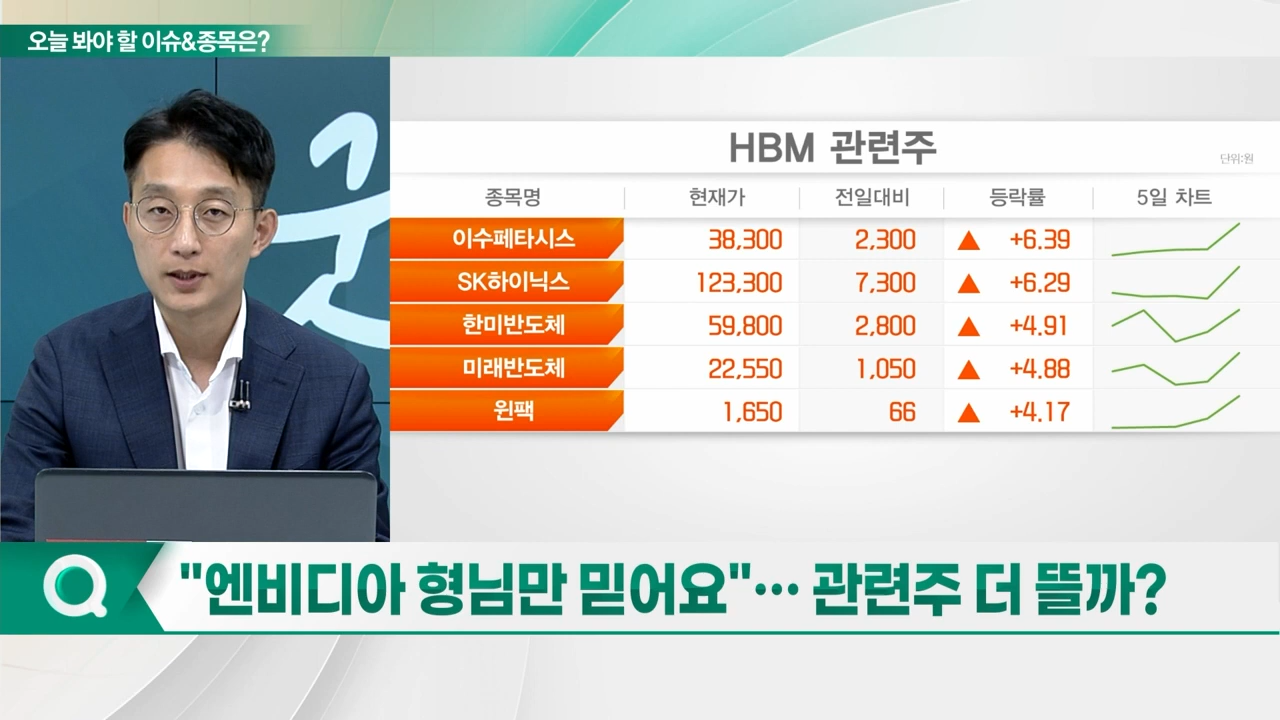 오늘 봐야 할 이슈&종목은?
HBM 관련주
단위:원
종목명 현재가 전일대비 등락률 5일 차트
이수페타시스 38,300 2,300 ▲ +6.39
SK하이닉스 123,300 7,300 ▲ +6.29
한미반도체 59,800 2,800 ▲ +4.91
미래반도체 22,550 1,050 ▲ +4.88
윈팩 1,650 66 ▲ +4.17
"엔비디아 형님만 믿어요"… 관련주 더 뜰까?